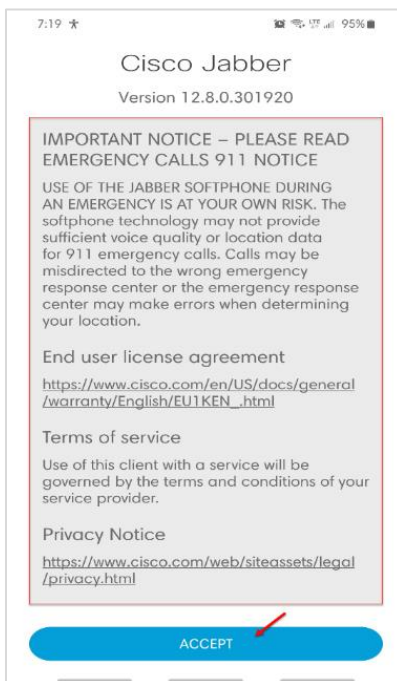 7:19
LTE 95%
Cisco Jabber
Version 12.8.0.301920
IMPORTANT NOTICE – PLEASE READ
EMERGENCY CALLS 911 NOTICE
USE OF THE JABBER SOFTPHONE DURING
AN EMERGENCY IS AT YOUR OWN RISK. The
softphone technology may not provide
sufficient voice quality or location data
for 911 emergency calls. Calls may be
misdirected to the wrong emergency
response center or the emergency response
center may make errors when determining
your location.
End user license agreement
https://www.cisco.com/en/US/docs/general
/warranty/English/EU1KEN_.html
Terms of service
Use of this client with a service will be
governed by the terms and conditions of your
service provider.
Privacy Notice
https://www.cisco.com/web/siteassets/legal
/privacy.html
ACCEPT